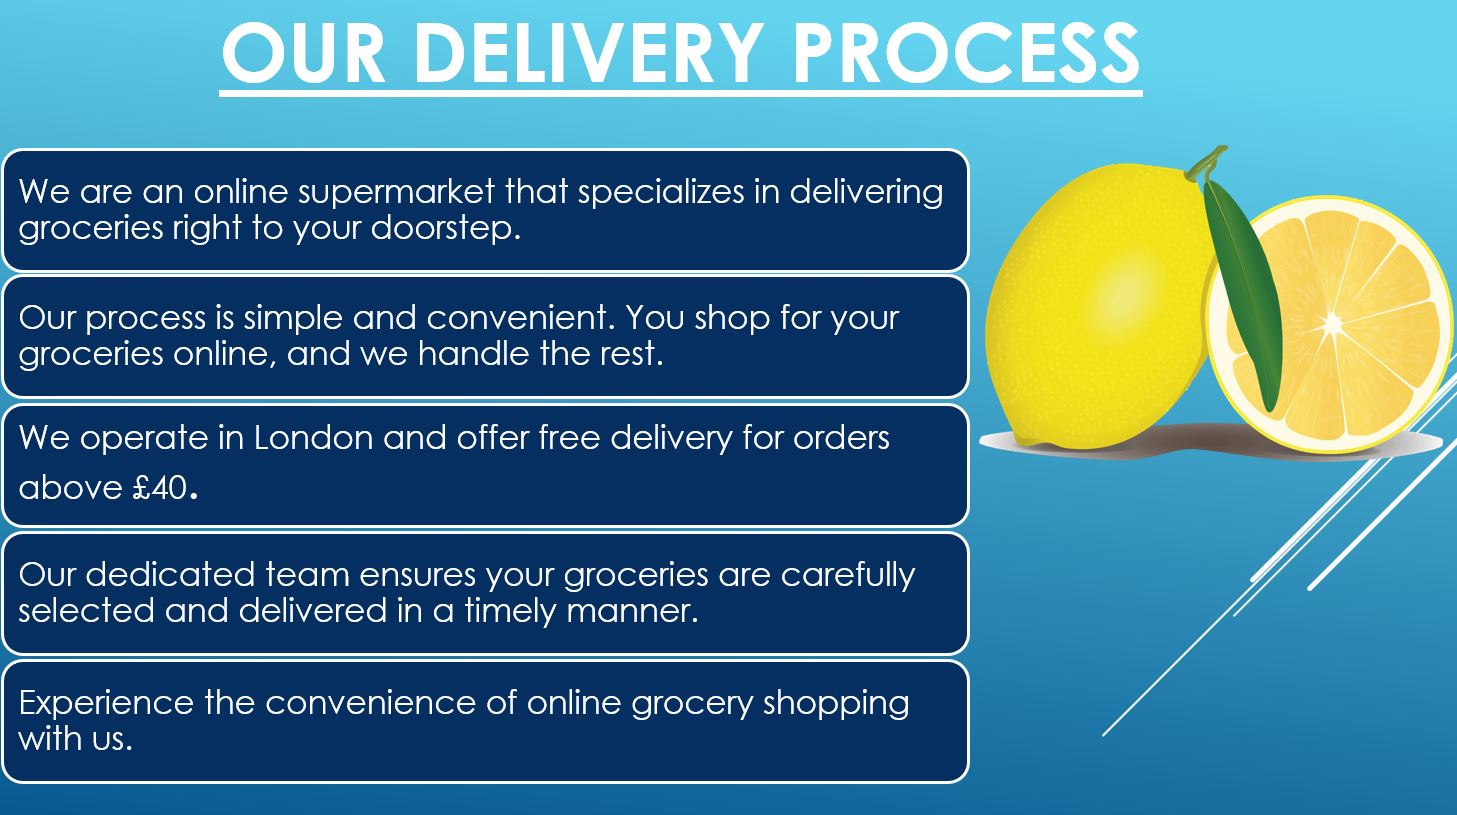 OUR DELIVERY PROCESS
We are an online supermarket that specializes in delivering
groceries right to your doorstep.
Our process is simple and convenient. You shop for your
groceries online, and we handle the rest.
We operate in London and offer free delivery for orders
above £40.
Our dedicated team ensures your groceries are carefully
selected and delivered in a timely manner.
Experience the convenience of online grocery shopping
with us.